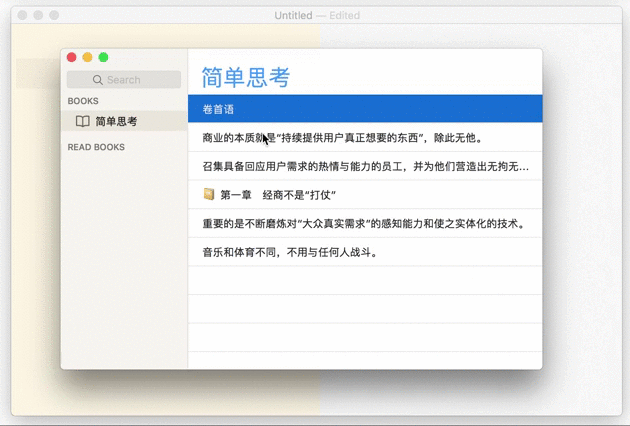 Untitled — Edited
Search
BOOKS
简单思考
READ BOOKS
简单思考
卷首语
商业的本质就是“持续提供用户真正想要的东西”，除此无他。
召集具备回应用户需求的热情与能力的员工，并为他们营造出无拘无…
第一章　经商不是“打仗”
重要的是不断磨炼对“大众真实需求”的感知能力和使之实体化的技术。
音乐和体育不同，不用与任何人战斗。